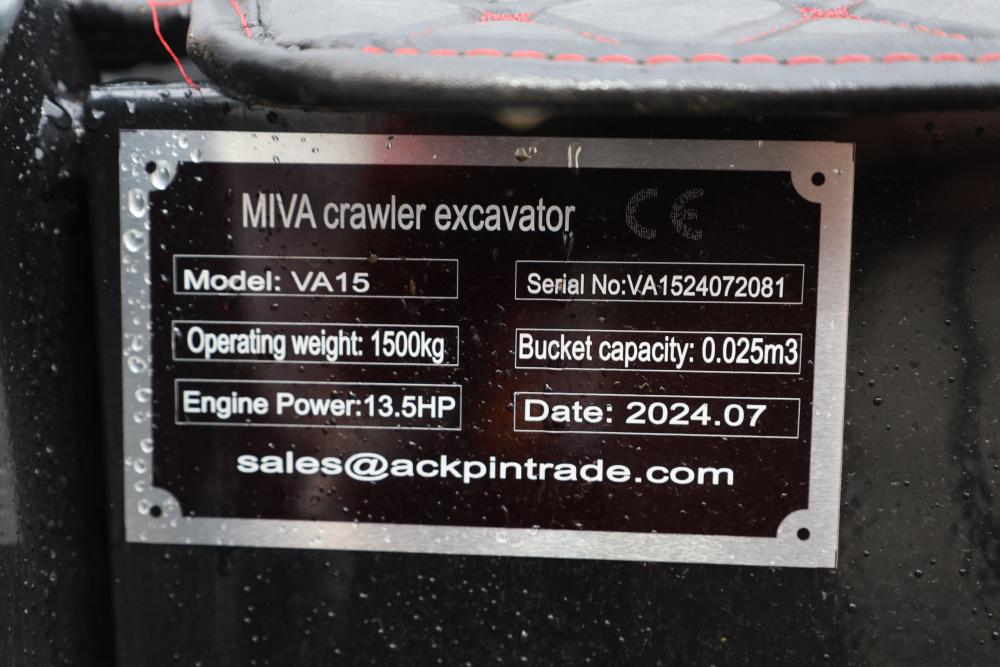 MIVA crawler excavator CE
Model: VA15
Serial No:VA1524072081
Operating weight: 1500kg
Bucket capacity: 0.025m3
Engine Power:13.5HP
Date: 2024.07
sales@ackpintrade.com